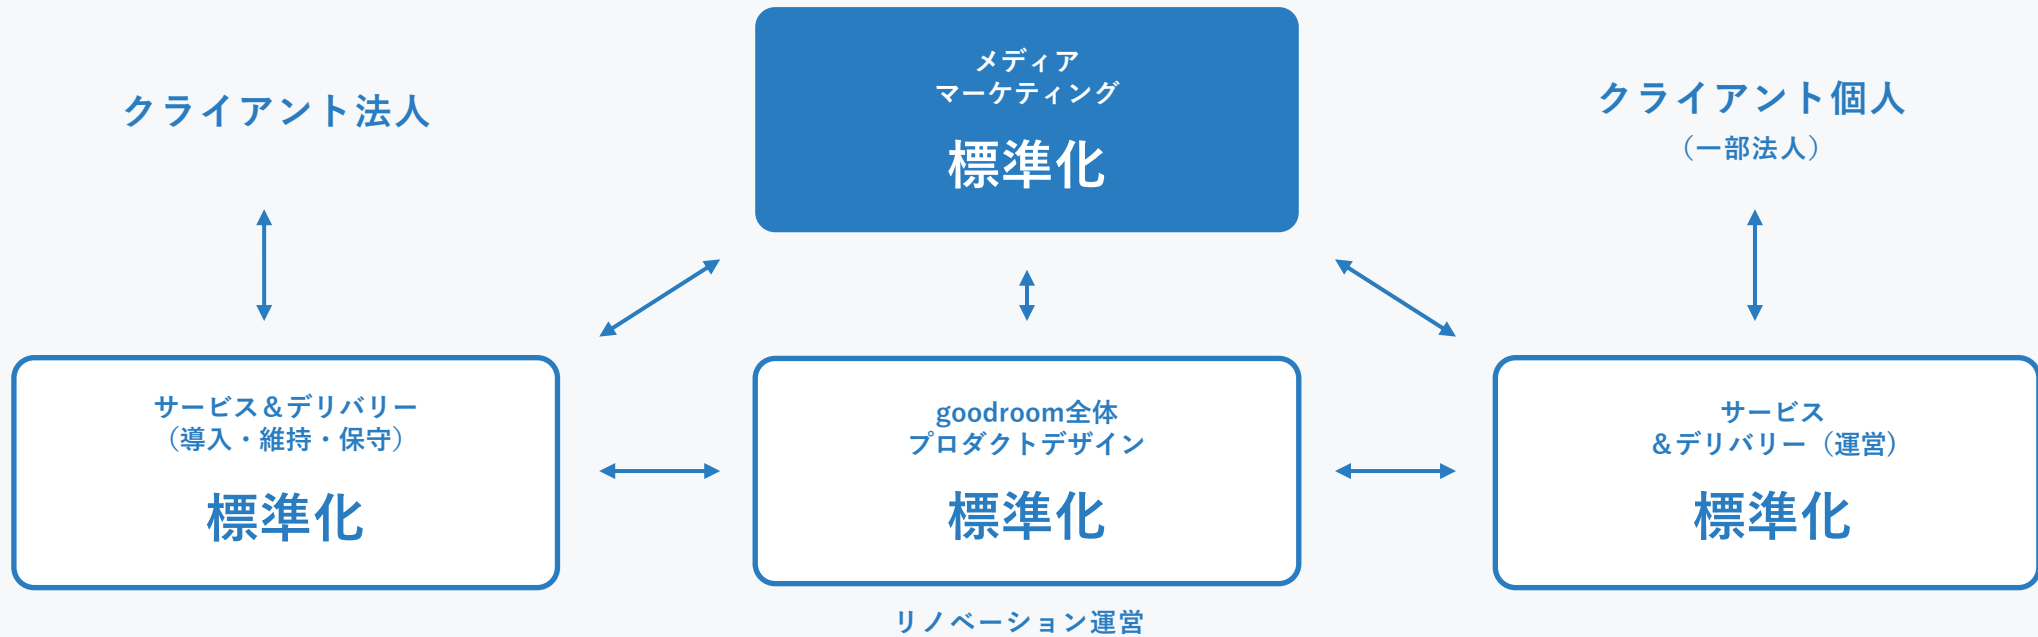 メディア
マーケティング
標準化
クライアント法人
クライアント個人
（一部法人）
サービス＆デリバリー
（導入・維持・保守）
標準化
goodroom全体
プロダクトデザイン
標準化
サービス
＆デリバリー（運営）
標準化
リノベーション運営